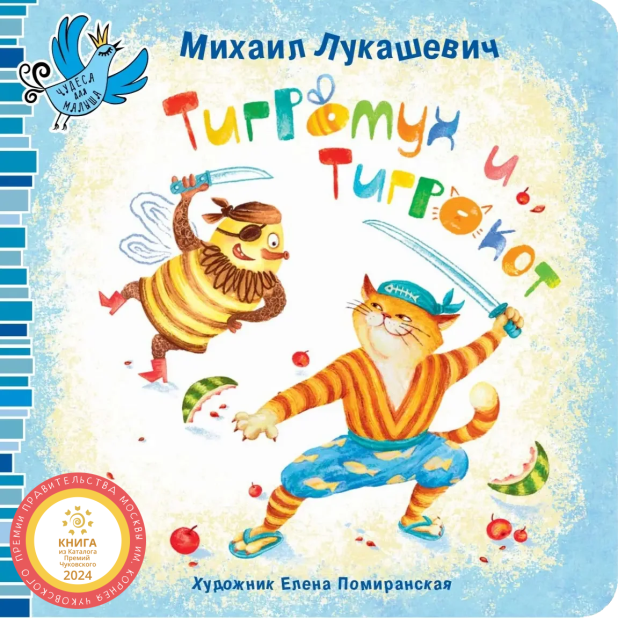 Михаил Лукашевич
ЧУДЕСА
ДЛЯ
МАЛЫША
Тигромух
и
Тигрокот
ПРЕМИИ ПРАВИТЕЛЬСТВА МОСКВЫ ИМ. КОРНЕЯ ЧУКОВСКОГО
КНИГА
из Каталога
Премий
Чуковского
2024
Художник Елена Помиранская